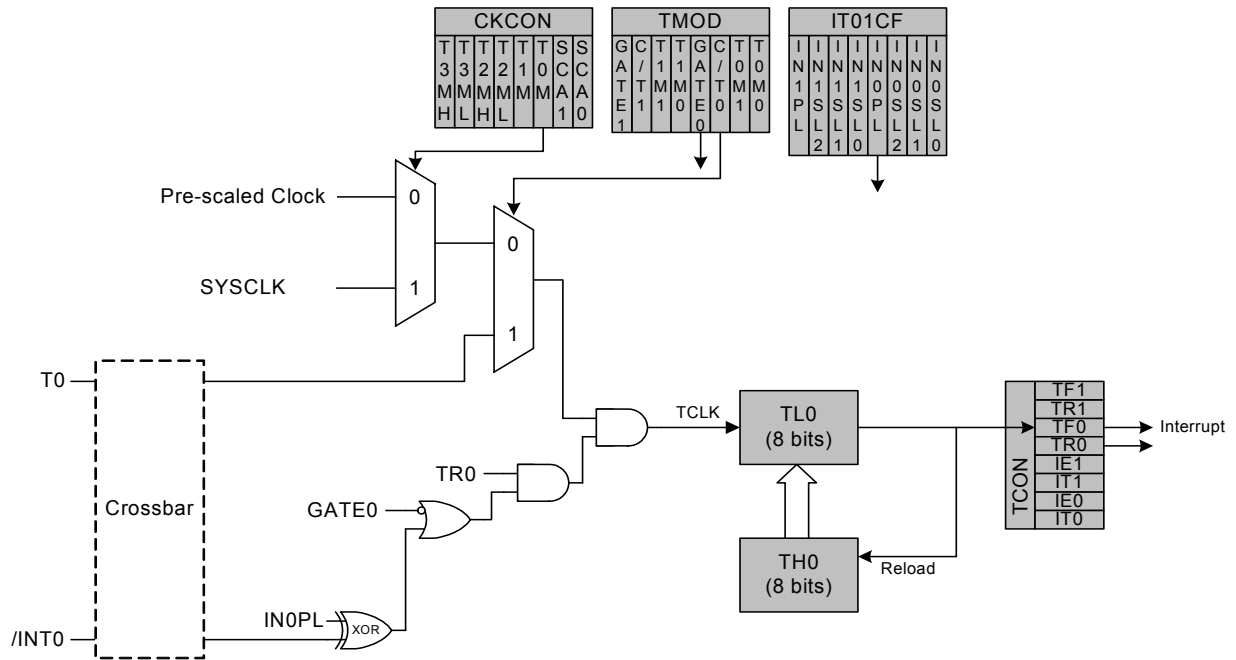 CKCON
T3MH T3ML T2MH T2ML T1M T0M SCA1 SCA0
TMOD
GATE1 C/T1 T1M1 T1M0 GATE0 C/T0 T0M1 T0M0
IT01CF
IN1PL IN1SL2 IN1SL1 IN1SL0 IN0PL IN0SL2 IN0SL1 IN0SL0
Pre-scaled Clock
0
SYSCLK
1
0
1
T0
Crossbar
/INT0
TR0
GATE0
IN0PL
XOR
TCLK
TL0
(8 bits)
TH0
(8 bits)
Reload
TCON
TF1
TR1
TF0
TR0
IE1
IT1
IE0
IT0
Interrupt